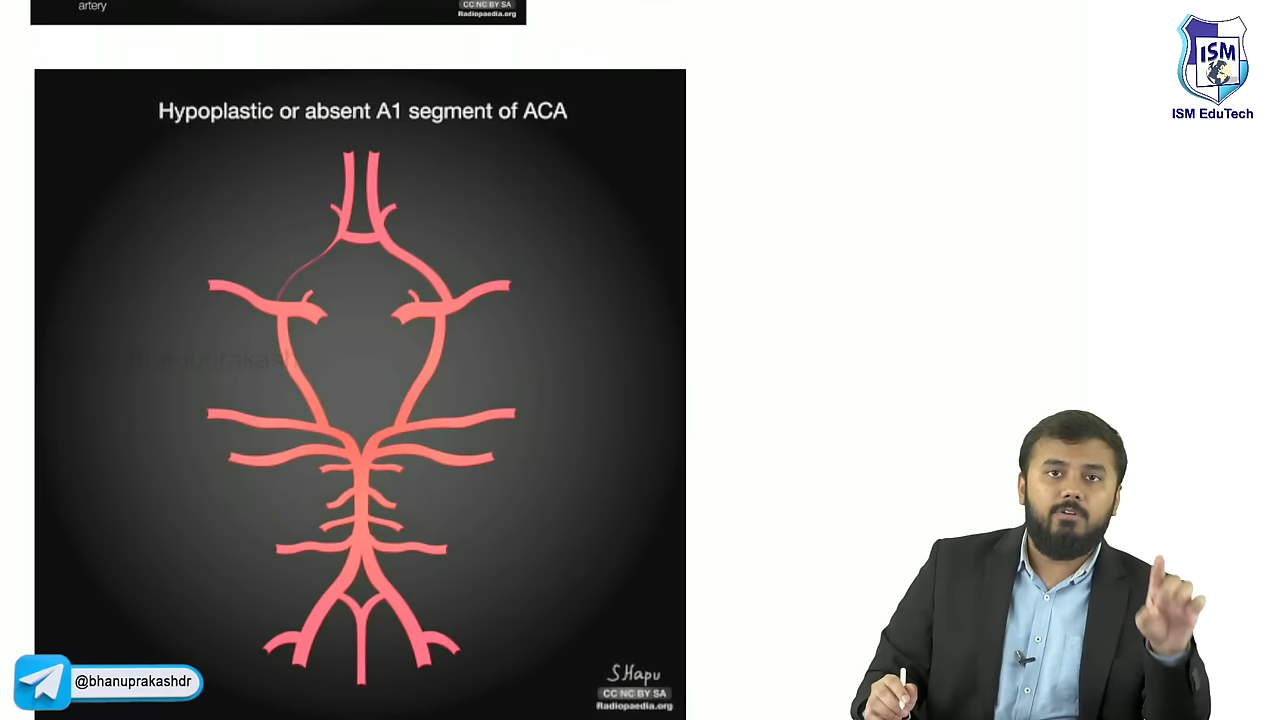 artery
CC NC BY SA
Radiopaedia.org
ISM
ISM EduTech
Hypoplastic or absent A1 segment of ACA
S.Hapu
CC NC BY SA
Radiopaedia.org
@bhanuprakashdr